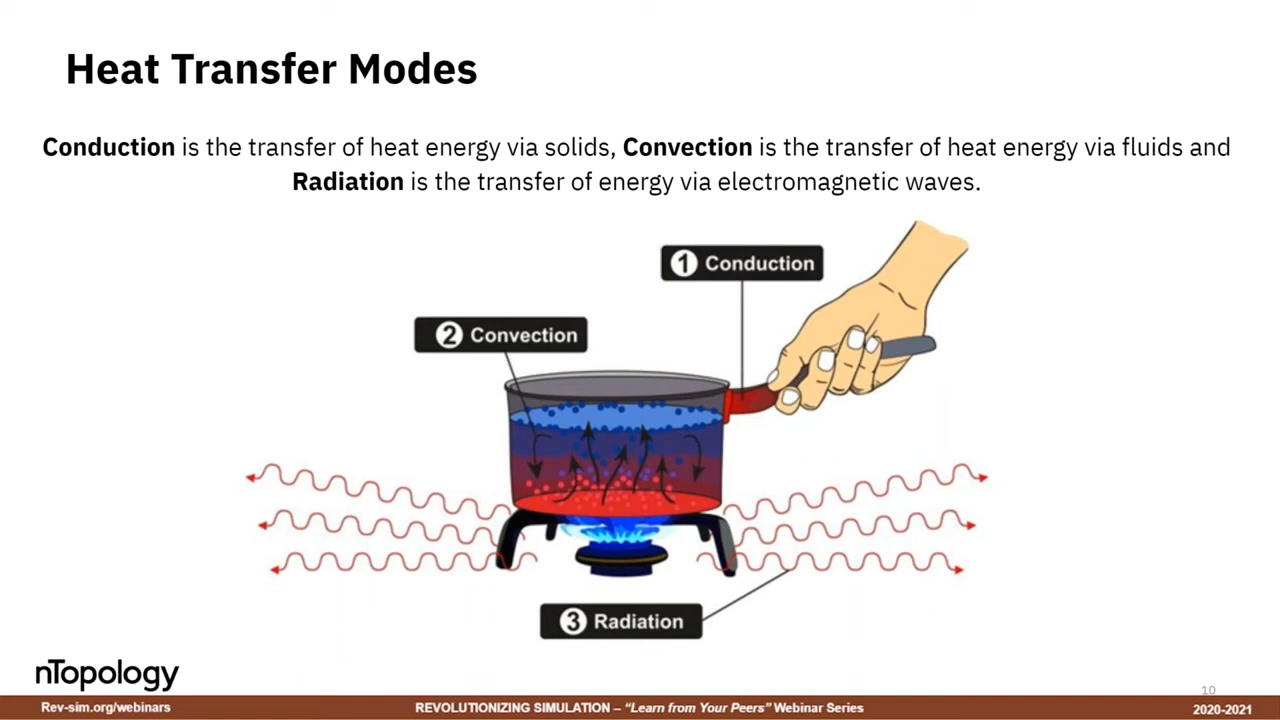 Heat Transfer Modes
Conduction is the transfer of heat energy via solids, Convection is the transfer of heat energy via fluids and
Radiation is the transfer of energy via electromagnetic waves.
1 Conduction
2 Convection
3 Radiation
nTopology
10
Rev-sim.org/webinars
REVOLUTIONIZING SIMULATION – “Learn from Your Peers” Webinar Series
2020-2021